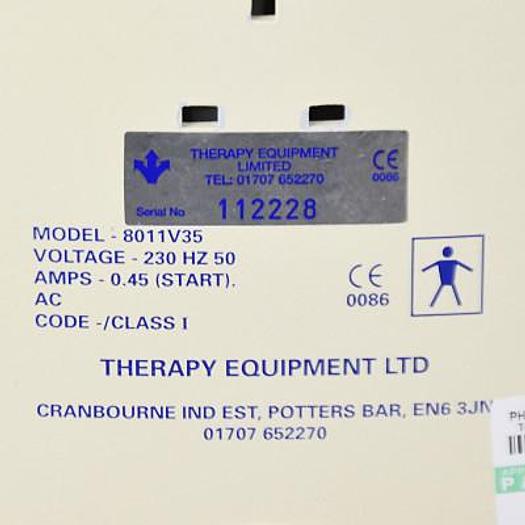 THERAPY EQUIPMENT
LIMITED
TEL: 01707 652270
CE
0086
Serial No 112228
MODEL - 8011V35
VOLTAGE - 230 HZ 50
AMPS - 0.45 (START).
AC
CODE -/CLASS I
CE
0086
THERAPY EQUIPMENT LTD
CRANBOURNE IND EST, POTTERS BAR, EN6 3JN
01707 652270
PH
T
PA